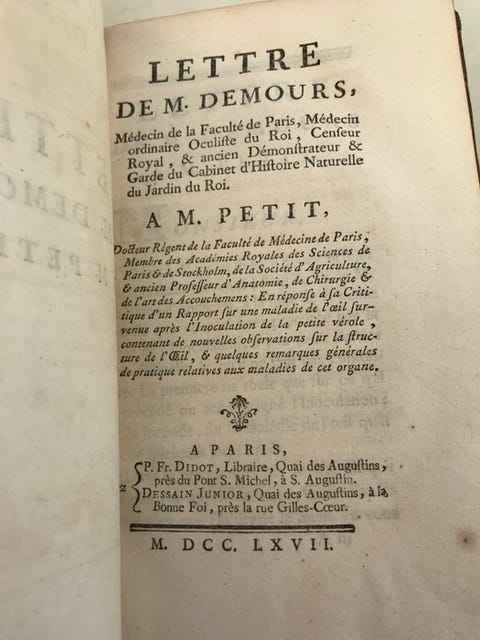 LETTRE
DE M. DEMOURS,
Médecin de la Faculté de Paris, Médecin
ordinaire Oculiſte du Roi, Cenſeur
Royal, & ancien Démonſtrateur &
Garde du Cabinet d'Hiſtoire Naturelle
du Jardin du Roi.
A M. PETIT,
Docteur Régent de la Faculté de Médecine de Paris,
Membre des Académies Royales des Sciences de
Paris & de Stockholm, de la Société d'Agriculture,
& ancien Profeſſeur d'Anatomie, de Chirurgie &
de l'art des Accouchemens : En réponſe à ſa Criti-
tique d'un Rapport ſur une maladie de l'œil ſur-
venue après l'Inoculation de la petite vérole,
contenant de nouvelles obſervations ſur la ſtruc-
ture de l'Œil, & quelques remarques générales
de pratique relatives aux maladies de cet organe.
A PARIS,
P. Fr. DIDOT, Libraire, Quai des Auguſtins,
près du Pont S. Michel, à S. Auguſtin.
DESSAIN JUNIOR, Quai des Auguſtins, à la
Bonne Foi, près la rue Gilles-Cœur.
M. DCC. LXVII.